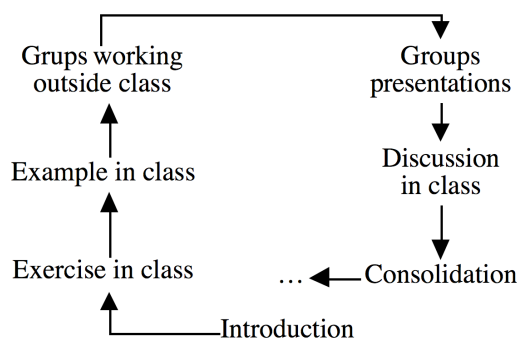 Grups working
outside class
Groups
presentations
Example in class
Discussion
in class
Exercise in class
... Consolidation
Introduction